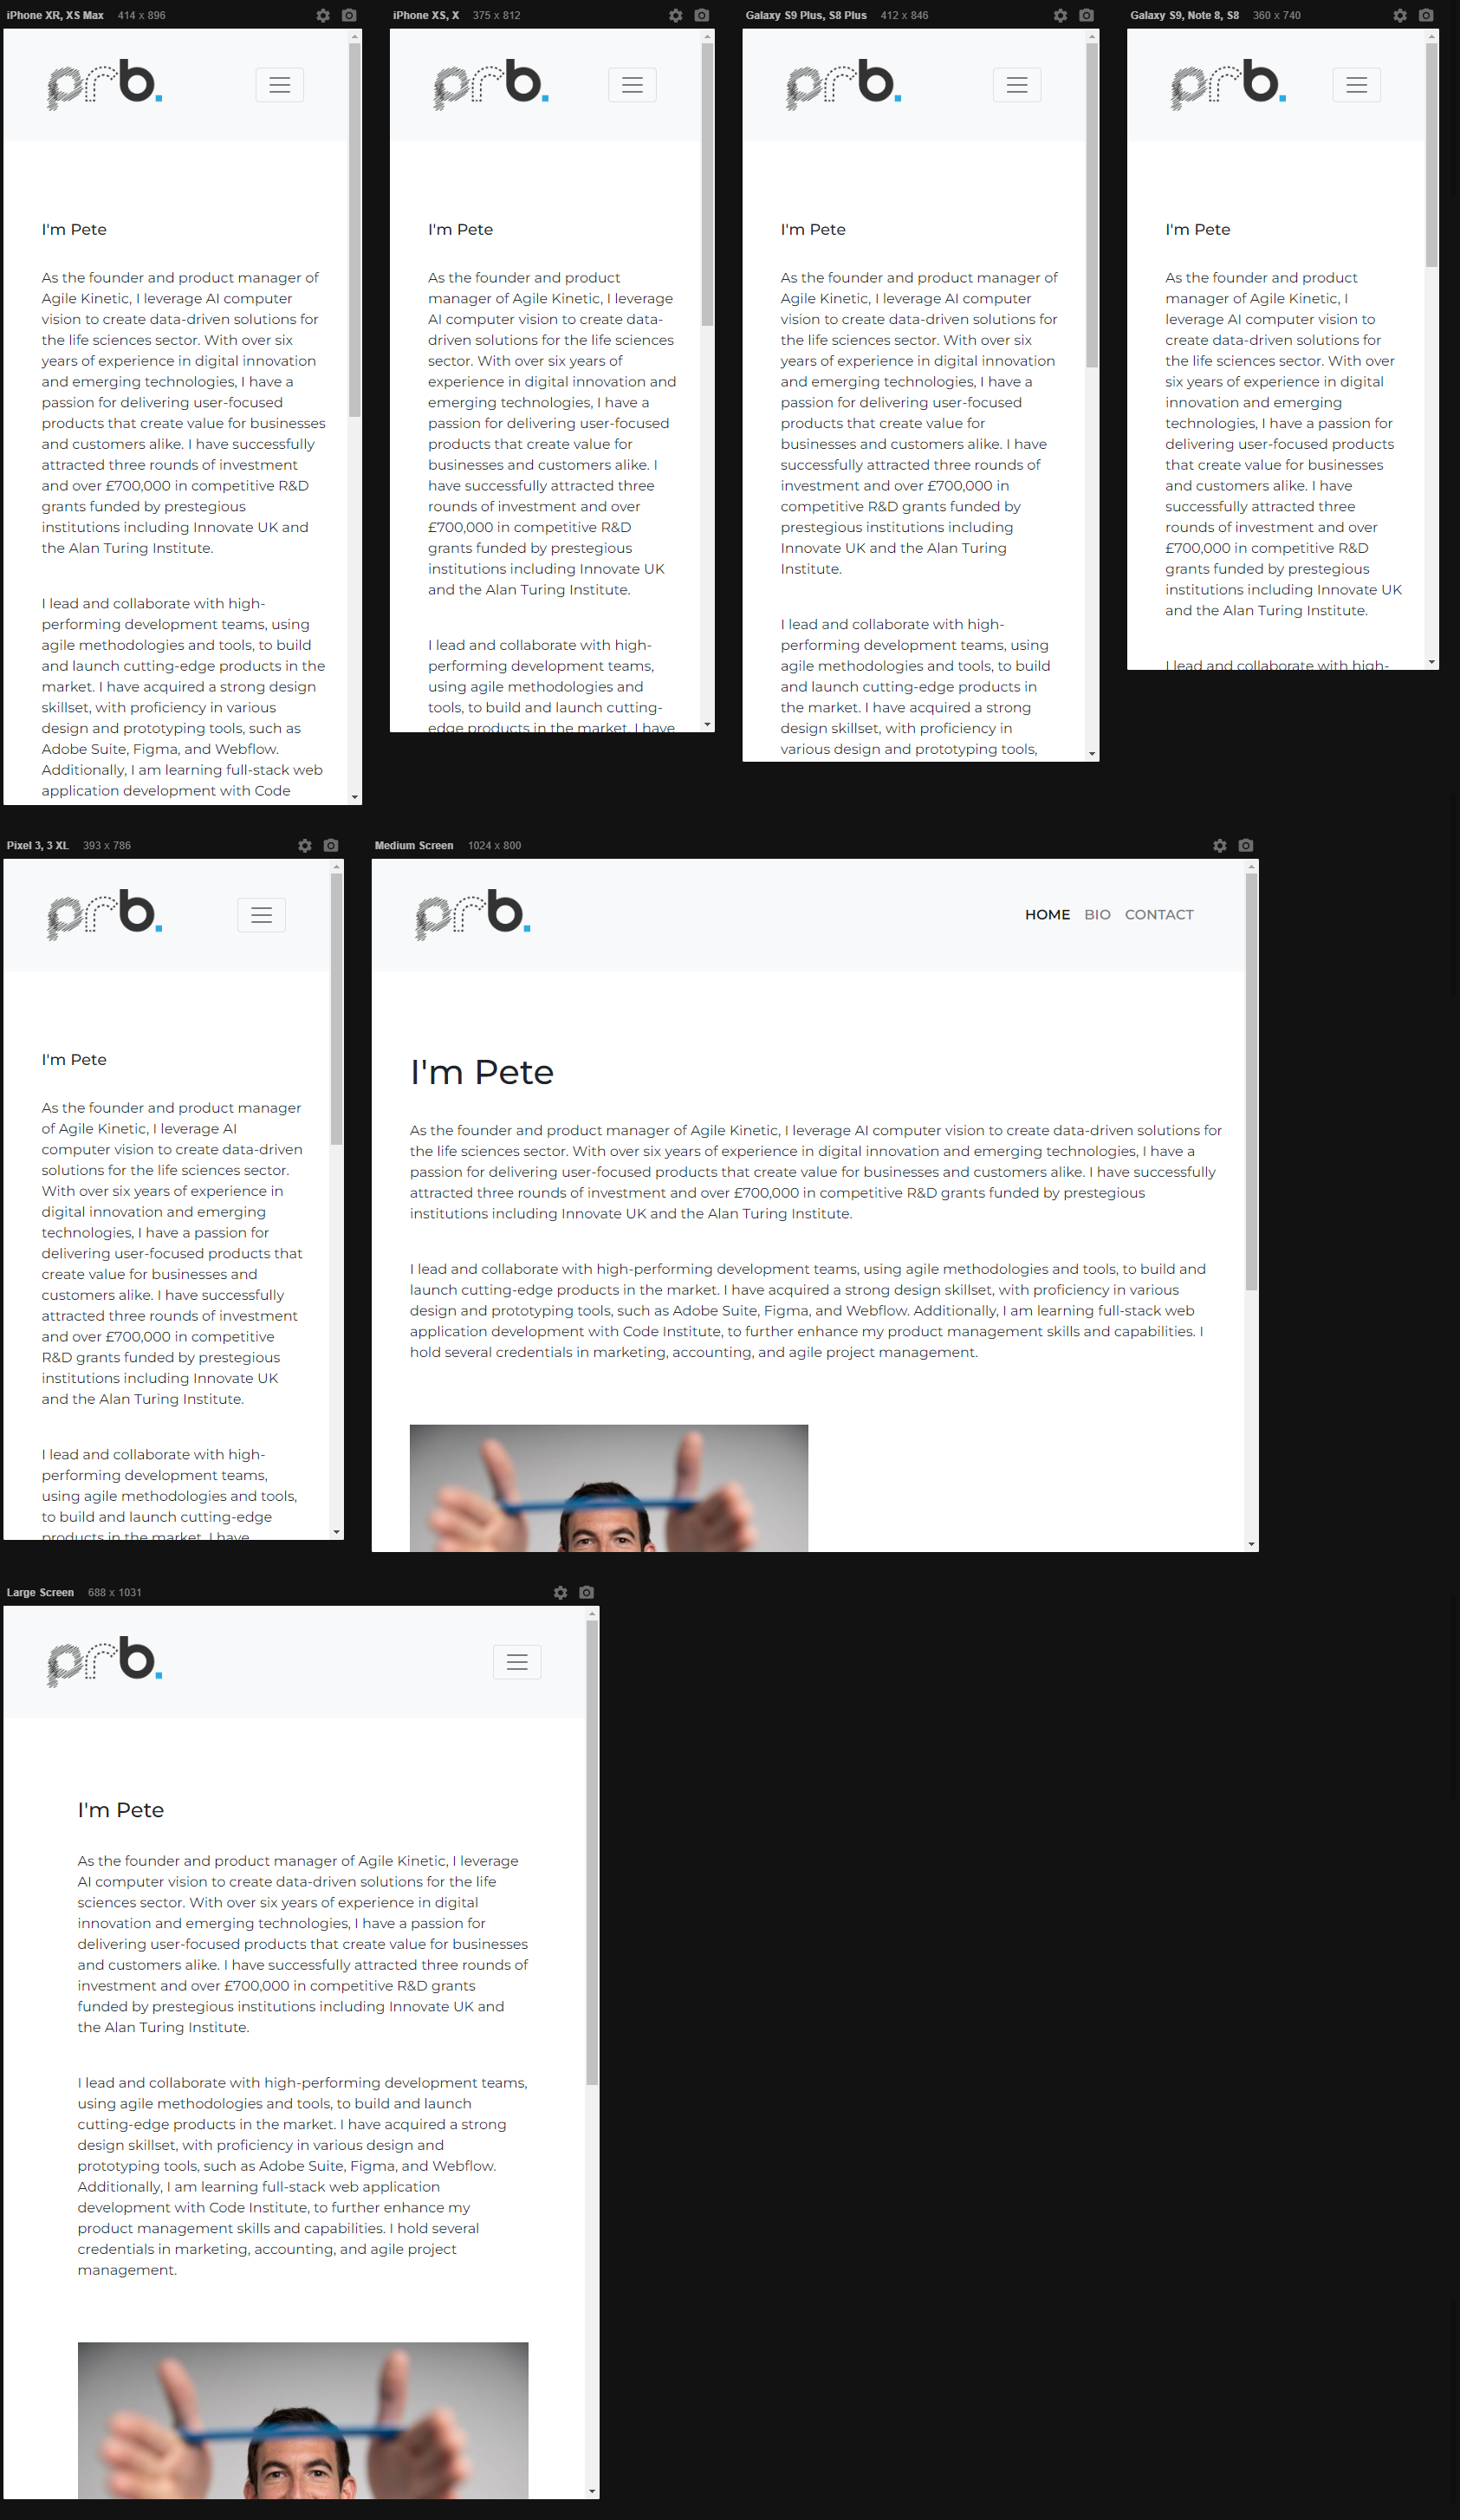 iPhone XR, XS Max 414 x 896
prb.
I'm Pete
As the founder and product manager of
Agile Kinetic, I leverage AI computer
vision to create data-driven solutions for
the life sciences sector. With over six
years of experience in digital innovation
and emerging technologies, I have a
passion for delivering user-focused
products that create value for businesses
and customers alike. I have successfully
attracted three rounds of investment
and over £700,000 in competitive R&D
grants funded by prestegious
institutions including Innovate UK and
the Alan Turing Institute.
I lead and collaborate with high-
performing development teams, using
agile methodologies and tools, to build
and launch cutting-edge products in the
market. I have acquired a strong design
skillset, with proficiency in various
design and prototyping tools, such as
Adobe Suite, Figma, and Webflow.
Additionally, I am learning full-stack web
application development with Code
iPhone XS, X 375 x 812
prb.
I'm Pete
As the founder and product
manager of Agile Kinetic, I leverage
AI computer vision to create data-
driven solutions for the life sciences
sector. With over six years of
experience in digital innovation and
emerging technologies, I have a
passion for delivering user-focused
products that create value for
businesses and customers alike. I
have successfully attracted three
rounds of investment and over
£700,000 in competitive R&D
grants funded by prestegious
institutions including Innovate UK
and the Alan Turing Institute.
I lead and collaborate with high-
performing development teams,
using agile methodologies and
tools, to build and launch cutting-
edge products in the market. I have
Galaxy S9 Plus, S8 Plus 412 x 846
prb.
I'm Pete
As the founder and product manager of
Agile Kinetic, I leverage AI computer
vision to create data-driven solutions for
the life sciences sector. With over six
years of experience in digital innovation
and emerging technologies, I have a
passion for delivering user-focused
products that create value for
businesses and customers alike. I have
successfully attracted three rounds of
investment and over £700,000 in
competitive R&D grants funded by
prestegious institutions including
Innovate UK and the Alan Turing
Institute.
I lead and collaborate with high-
performing development teams, using
agile methodologies and tools, to build
and launch cutting-edge products in
the market. I have acquired a strong
design skillset, with proficiency in
various design and prototyping tools,
Galaxy S9, Note 8, S8 360 x 740
prb.
I'm Pete
As the founder and product
manager of Agile Kinetic, I
leverage AI computer vision to
create data-driven solutions for
the life sciences sector. With over
six years of experience in digital
innovation and emerging
technologies, I have a passion for
delivering user-focused products
that create value for businesses
and customers alike. I have
successfully attracted three
rounds of investment and over
£700,000 in competitive R&D
grants funded by prestegious
institutions including Innovate UK
and the Alan Turing Institute.
I lead and collaborate with high-
Pixel 3, 3 XL 393 x 786
prb.
I'm Pete
As the founder and product manager
of Agile Kinetic, I leverage AI
computer vision to create data-driven
solutions for the life sciences sector.
With over six years of experience in
digital innovation and emerging
technologies, I have a passion for
delivering user-focused products that
create value for businesses and
customers alike. I have successfully
attracted three rounds of investment
and over £700,000 in competitive
R&D grants funded by prestegious
institutions including Innovate UK
and the Alan Turing Institute.
I lead and collaborate with high-
performing development teams,
using agile methodologies and tools,
to build and launch cutting-edge
products in the market. I have
Medium Screen 1024 x 800
prb.
HOME BIO CONTACT
I'm Pete
As the founder and product manager of Agile Kinetic, I leverage AI computer vision to create data-driven solutions for
the life sciences sector. With over six years of experience in digital innovation and emerging technologies, I have a
passion for delivering user-focused products that create value for businesses and customers alike. I have successfully
attracted three rounds of investment and over £700,000 in competitive R&D grants funded by prestegious
institutions including Innovate UK and the Alan Turing Institute.
I lead and collaborate with high-performing development teams, using agile methodologies and tools, to build and
launch cutting-edge products in the market. I have acquired a strong design skillset, with proficiency in various
design and prototyping tools, such as Adobe Suite, Figma, and Webflow. Additionally, I am learning full-stack web
application development with Code Institute, to further enhance my product management skills and capabilities. I
hold several credentials in marketing, accounting, and agile project management.
Large Screen 688 x 1031
prb.
I'm Pete
As the founder and product manager of Agile Kinetic, I leverage
AI computer vision to create data-driven solutions for the life
sciences sector. With over six years of experience in digital
innovation and emerging technologies, I have a passion for
delivering user-focused products that create value for businesses
and customers alike. I have successfully attracted three rounds of
investment and over £700,000 in competitive R&D grants
funded by prestegious institutions including Innovate UK and
the Alan Turing Institute.
I lead and collaborate with high-performing development teams,
using agile methodologies and tools, to build and launch
cutting-edge products in the market. I have acquired a strong
design skillset, with proficiency in various design and
prototyping tools, such as Adobe Suite, Figma, and Webflow.
Additionally, I am learning full-stack web application
development with Code Institute, to further enhance my
product management skills and capabilities. I hold several
credentials in marketing, accounting, and agile project
management.